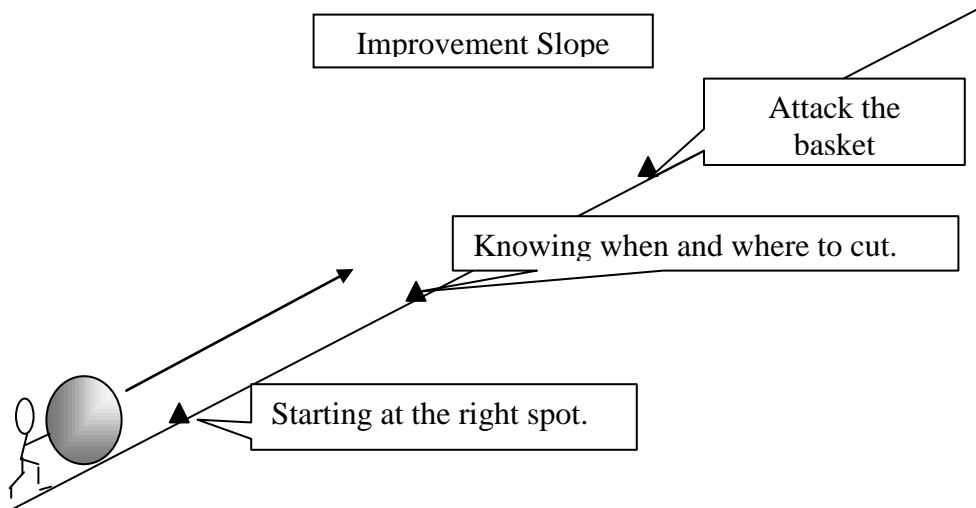 Improvement Slope
Attack the
basket
Knowing when and where to cut.
Starting at the right spot.